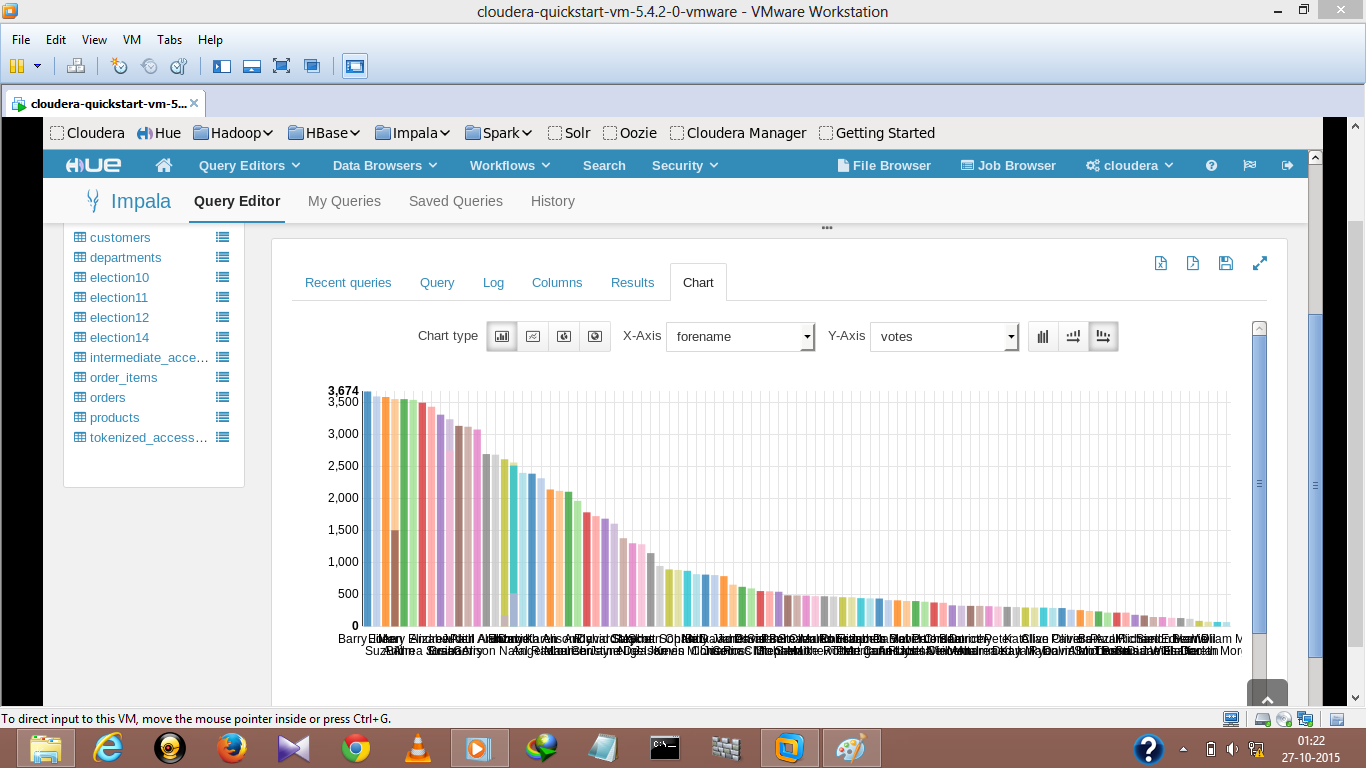 cloudera-quickstart-vm-5.4.2-0-vmware - VMware Workstation
File Edit View VM Tabs Help
cloudera-quickstart-vm-5...
Cloudera Hue Hadoop HBase Impala Spark Solr Oozie Cloudera Manager Getting Started
HUE Query Editors Data Browsers Workflows Search Security File Browser Job Browser cloudera
Impala Query Editor My Queries Saved Queries History
customers
departments
election10
election11
election12
election14
intermediate_acce...
order_items
orders
products
tokenized_access...
Recent queries Query Log Columns Results Chart
Chart type X-Axis forename Y-Axis votes
3,674
3,500
3,000
2,500
2,000
1,500
1,000
500
0
Barry
To direct input to this VM, move the mouse pointer inside or press Ctrl+G.
C:\
01:22
27-10-2015